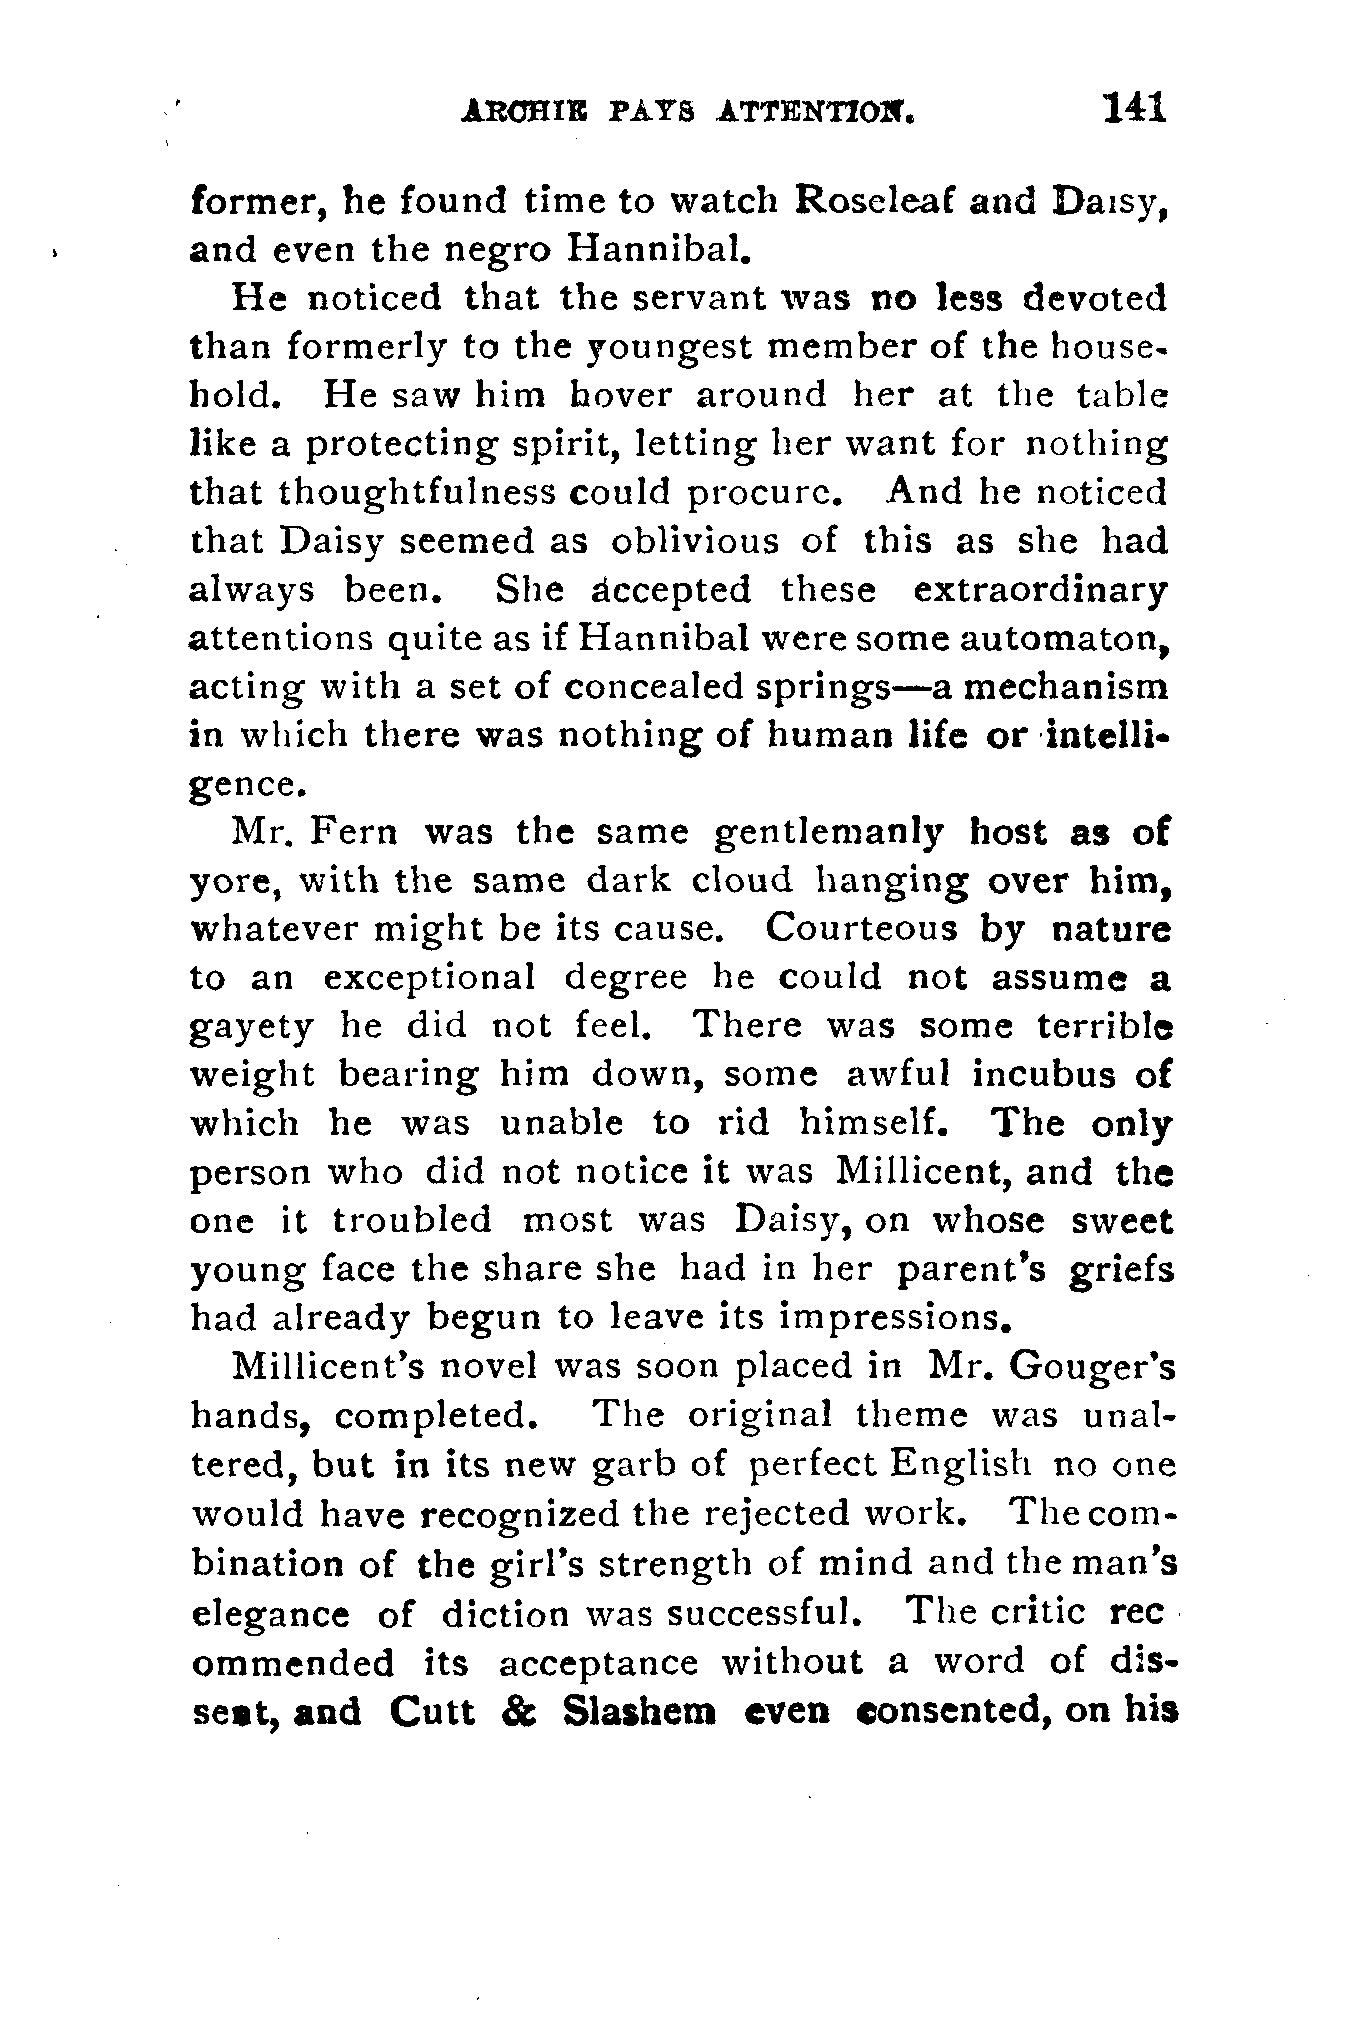 ARCHIE PAYS ATTENTION. 141
former, he found time to watch Roseleaf and Daisy,
and even the negro Hannibal.
He noticed that the servant was no less devoted
than formerly to the youngest member of the house-
hold. He saw him hover around her at the table
like a protecting spirit, letting her want for nothing
that thoughtfulness could procure. And he noticed
that Daisy seemed as oblivious of this as she had
always been. She accepted these extraordinary
attentions quite as if Hannibal were some automaton,
acting with a set of concealed springs—a mechanism
in which there was nothing of human life or intelli-
gence.
Mr. Fern was the same gentlemanly host as of
yore, with the same dark cloud hanging over him,
whatever might be its cause. Courteous by nature
to an exceptional degree he could not assume a
gayety he did not feel. There was some terrible
weight bearing him down, some awful incubus of
which he was unable to rid himself. The only
person who did not notice it was Millicent, and the
one it troubled most was Daisy, on whose sweet
young face the share she had in her parent's griefs
had already begun to leave its impressions.
Millicent's novel was soon placed in Mr. Gouger's
hands, completed. The original theme was unal-
tered, but in its new garb of perfect English no one
would have recognized the rejected work. The com-
bination of the girl's strength of mind and the man's
elegance of diction was successful. The critic rec
ommended its acceptance without a word of dis-
sent, and Cutt & Slashem even consented, on his